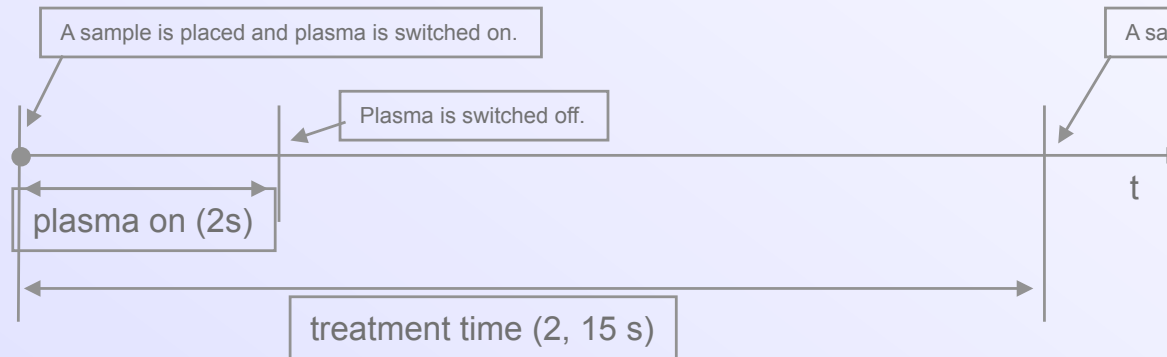 A sample is placed and plasma is switched on.
A sa
Plasma is switched off.
t
plasma on (2s)
treatment time (2, 15 s)